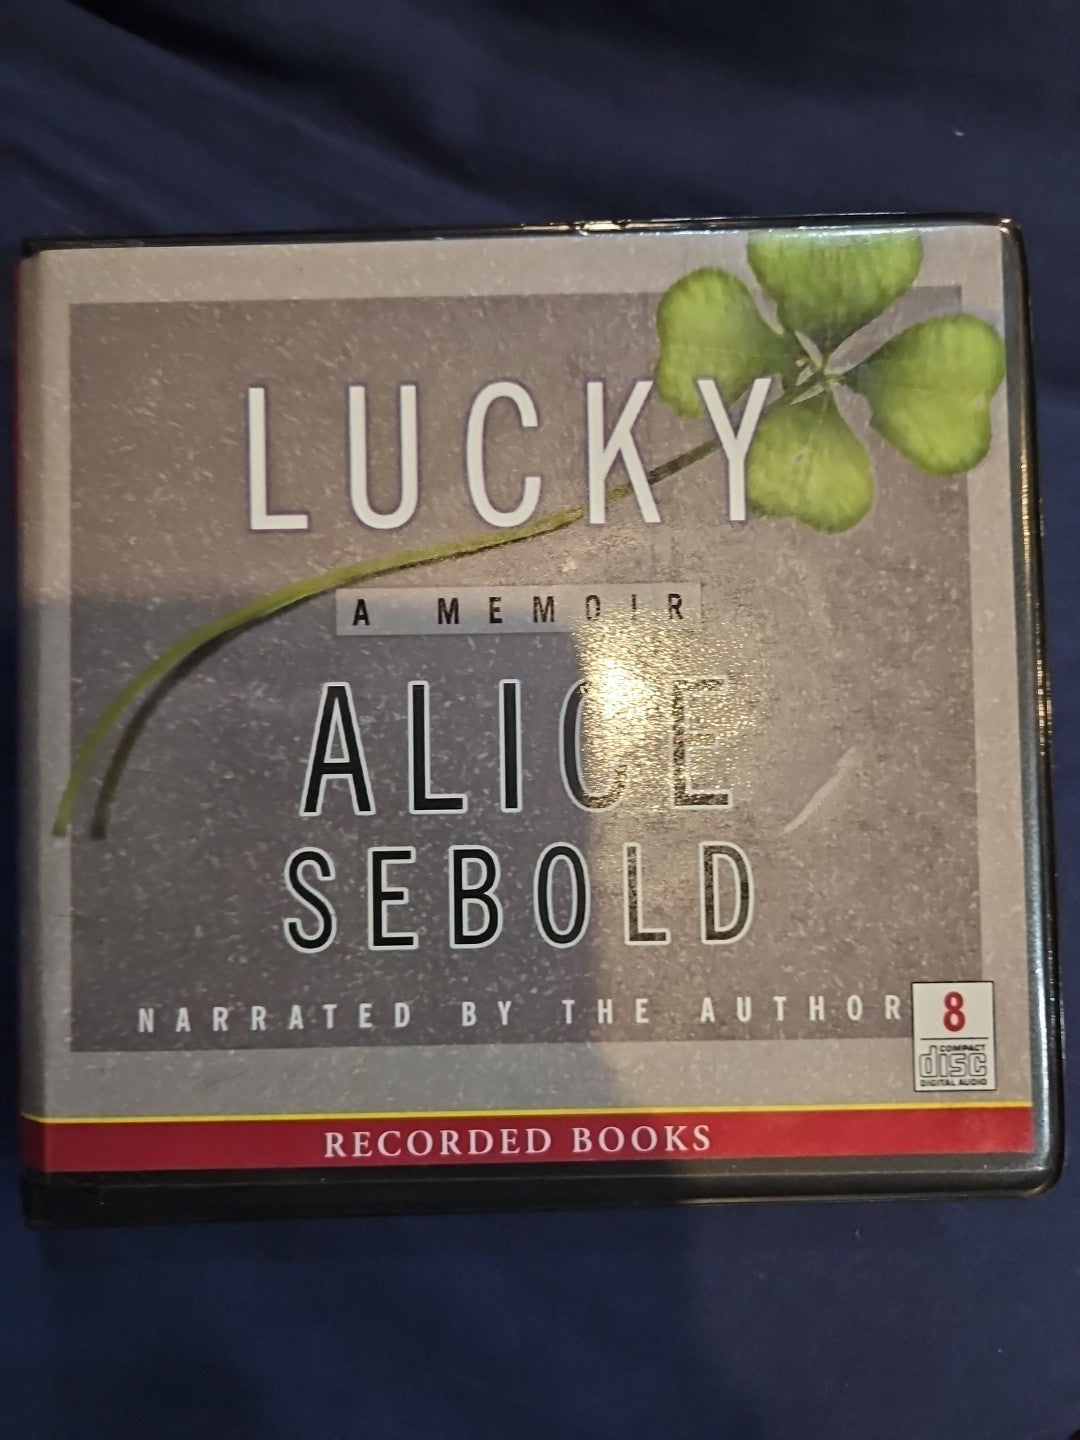 LUCKY
A MEMOIR
ALICE
SEBOLD
NARRATED BY THE AUTHOR
8
COMPACT
disc
DIGITAL AUDIO
RECORDED BOOKS